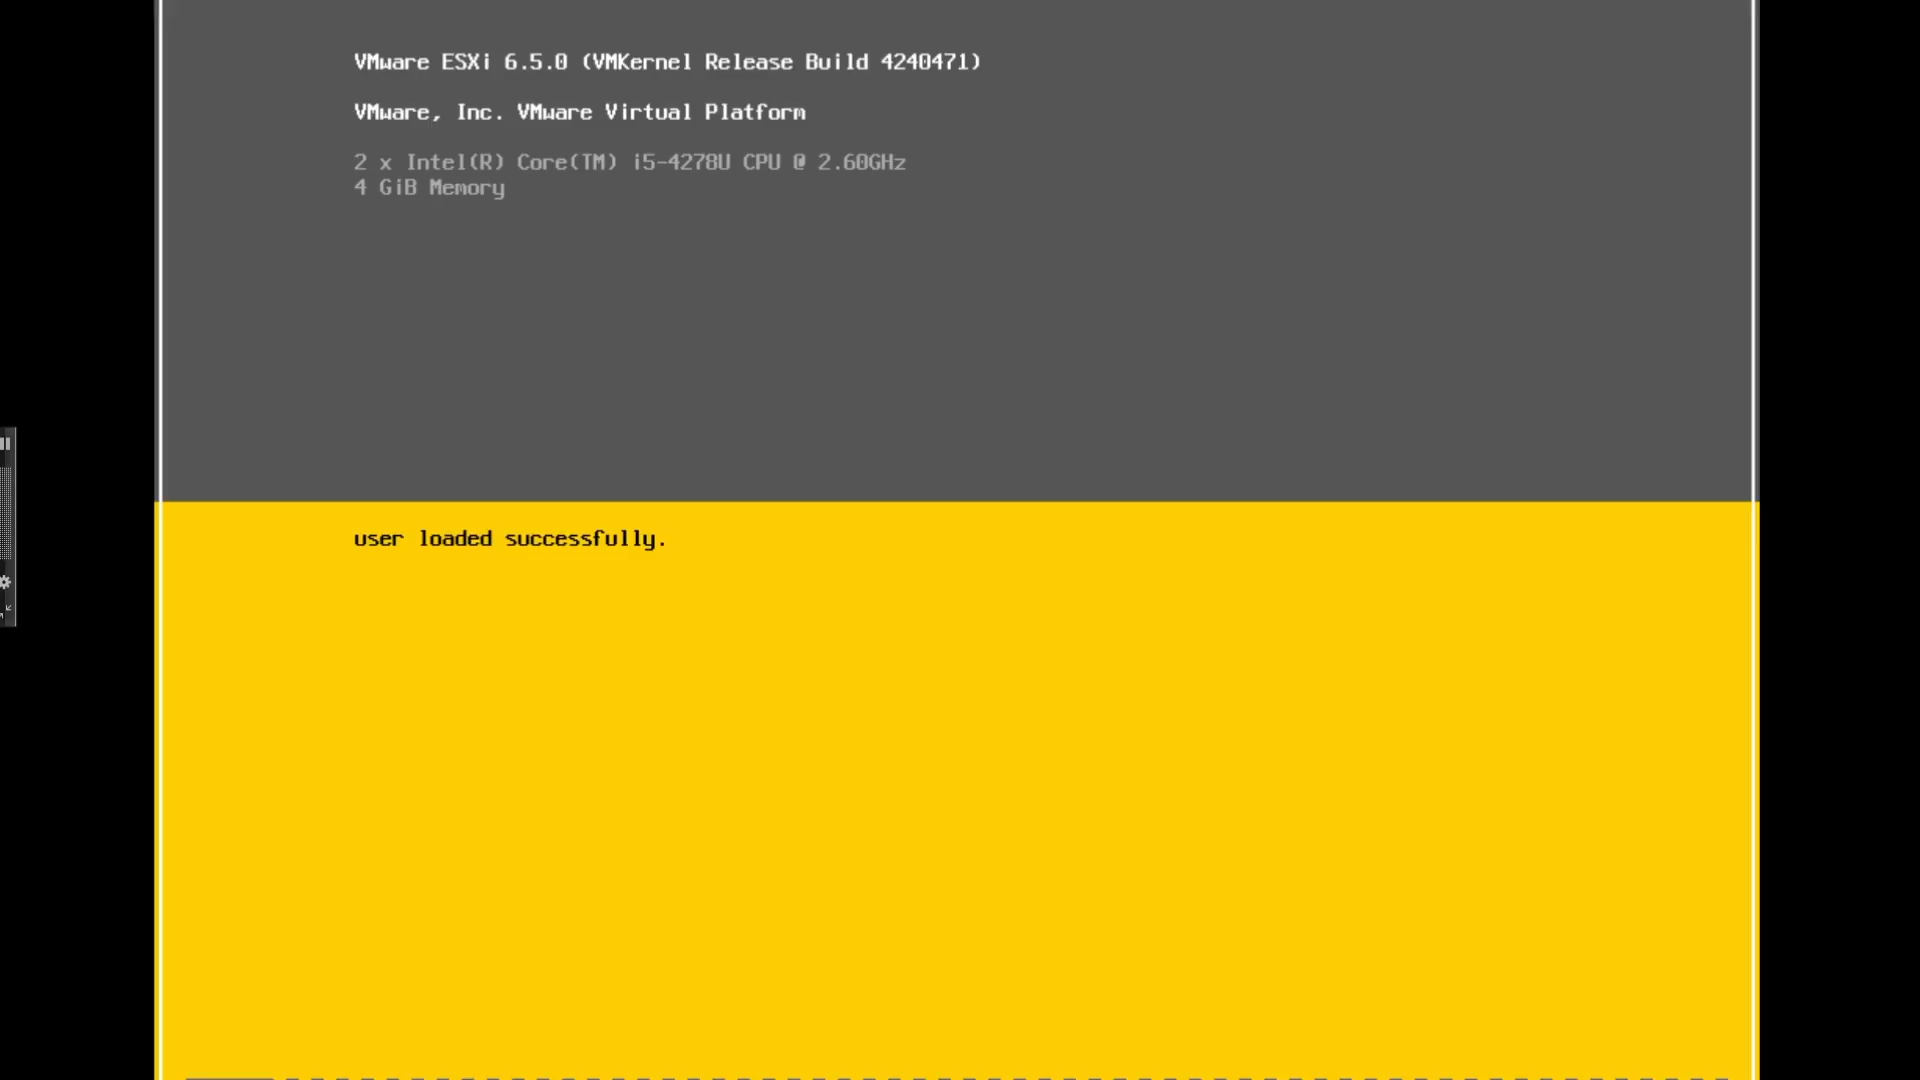 VMware ESXi 6.5.0 (VMKernel Release Build 4240471)
VMware, Inc. VMware Virtual Platform
2 x Intel(R) Core(TM) i5-4278U CPU @ 2.60GHz
4 GiB Memory
user loaded successfully.